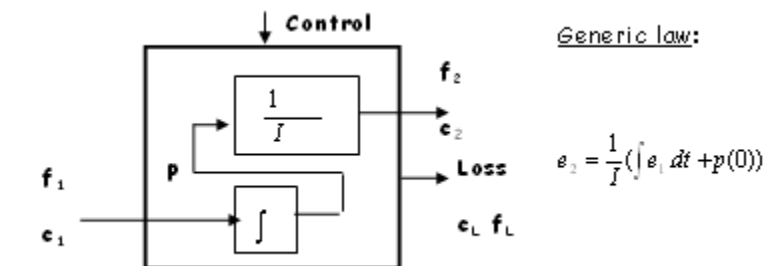 Control
Generic law:
f₂
1
I
e₂
p
Loss
e₂ = 1/I (∫e₁ dt + p(0))
f₁
∫
e_L f_L
e₁